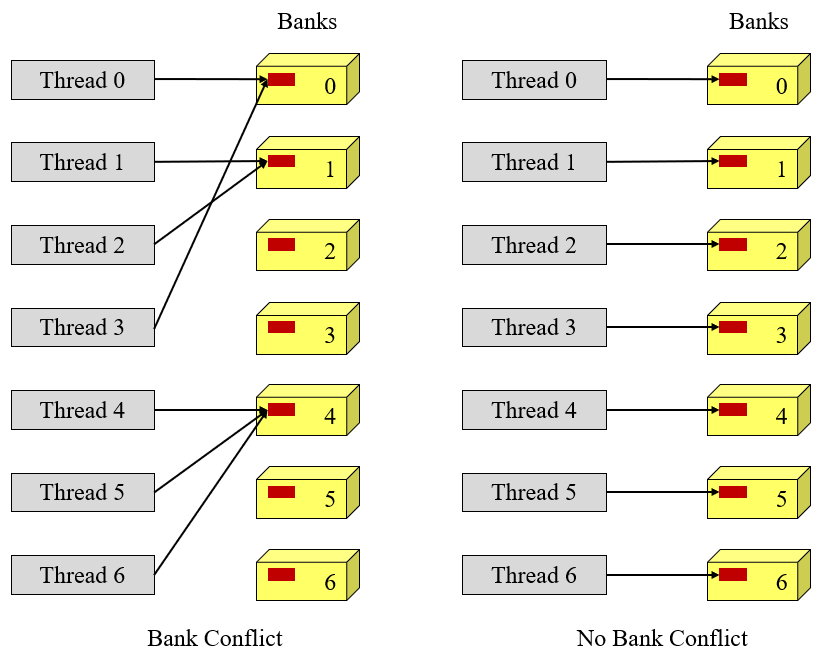 Banks
Thread 0
0
Thread 1
1
Thread 2
2
Thread 3
3
Thread 4
4
Thread 5
5
Thread 6
6
Bank Conflict
Banks
Thread 0
0
Thread 1
1
Thread 2
2
Thread 3
3
Thread 4
4
Thread 5
5
Thread 6
6
No Bank Conflict